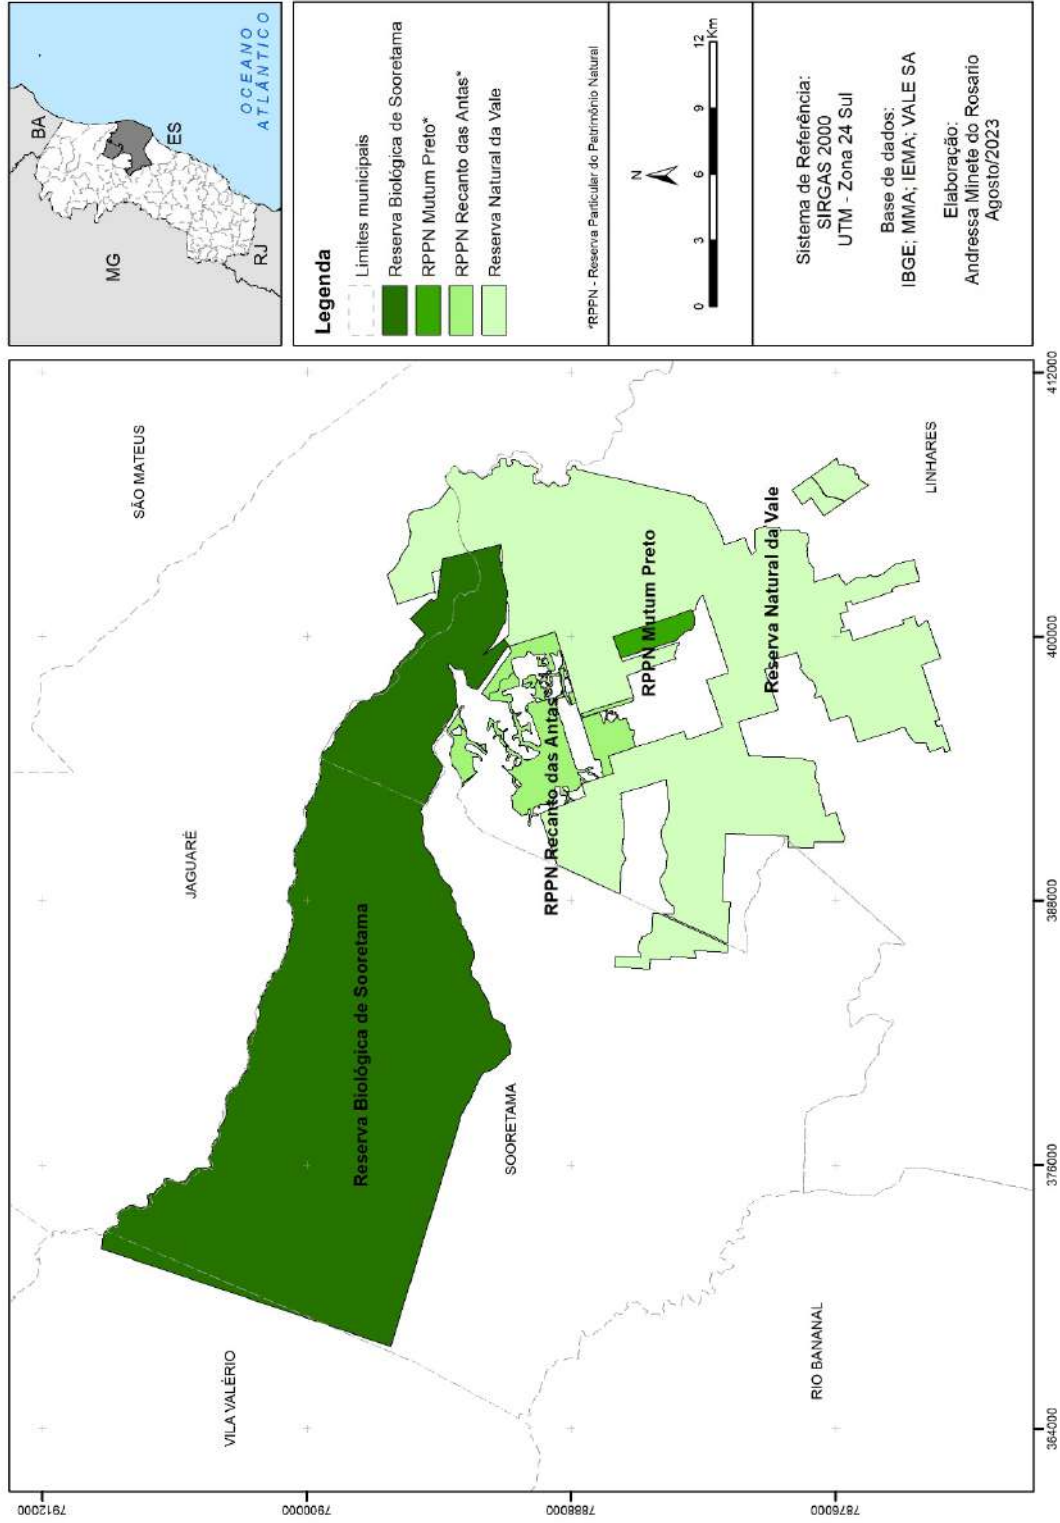 SÃO MATEUS
JAGUARÉ
VILA VALÉRIO
Reserva Biológica de Sooretama
SOORETAMA
RPPN Recanto das Antas
RPPN Mutum Preto
Reserva Natural da Vale
LINHARES
RIO BANANAL
7912000
7900000
7888000
7876000
364000
376000
388000
400000
412000
BA
MG
ES
RJ
OCEANO
ATLÂNTICO
Legenda
Limites municipais
Reserva Biológica de Sooretama
RPPN Mutum Preto*
RPPN Recanto das Antas*
Reserva Natural da Vale
*RPPN - Reserva Particular do Patrimônio Natural
N
0 3 6 9 12
Km
Sistema de Referência:
SIRGAS 2000
UTM - Zona 24 Sul
Base de dados:
IBGE; MMA; IEMA; VALE SA
Elaboração:
Andressa Minete do Rosario
Agosto/2023